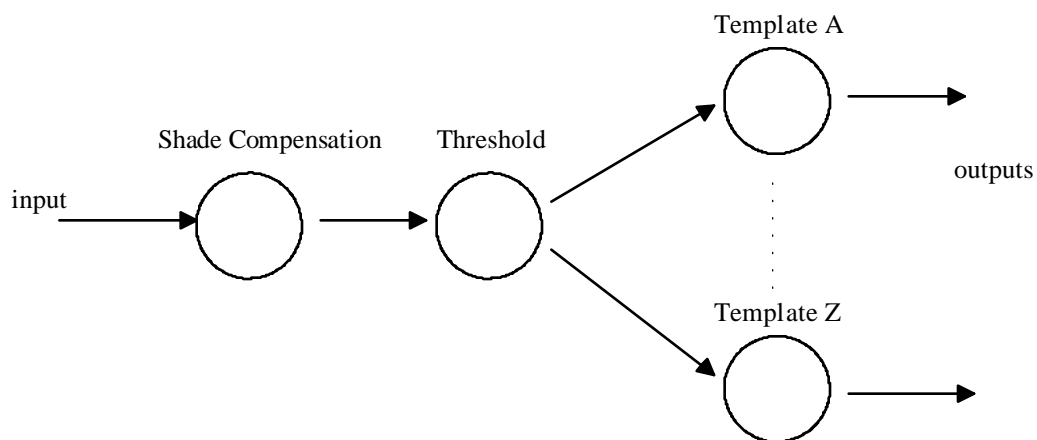 Template A
Shade Compensation
Threshold
outputs
input
Template Z